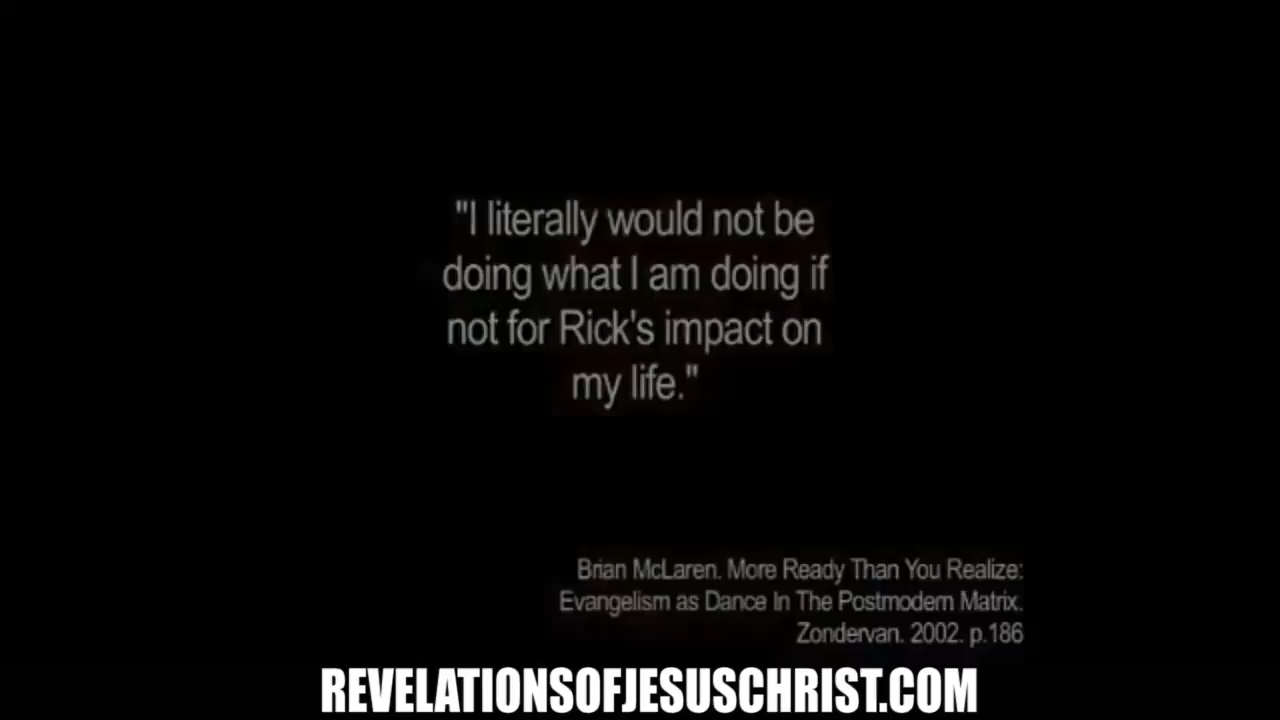 "I literally would not be
doing what I am doing if
not for Rick's impact on
my life."
Brian McLaren. More Ready Than You Realize:
Evangelism as Dance In The Postmodern Matrix.
Zondervan. 2002. p.186
REVELATIONSOFJESUSCHRIST.COM